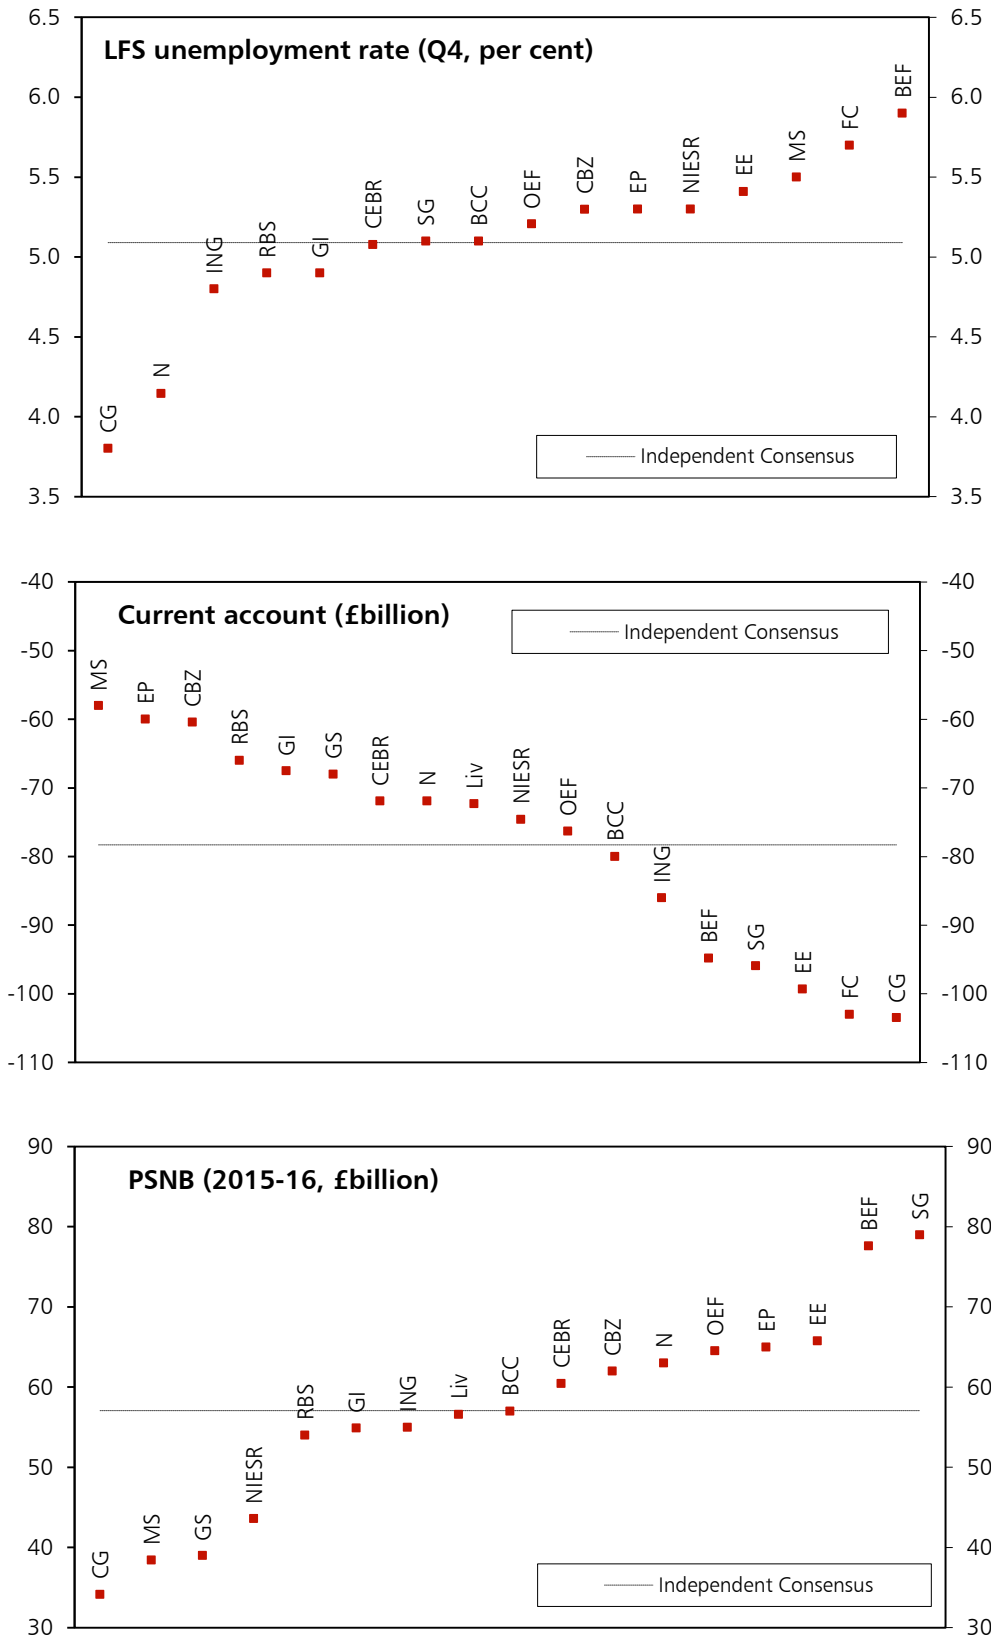 LFS unemployment rate (Q4, per cent)
6.5
6.0
5.5
5.0
4.5
4.0
3.5
6.5
6.0
5.5
5.0
4.5
4.0
3.5
CG
N
ING
RBS
GI
CEBR
SG
BCC
OEF
CBZ
EP
NIESR
EE
MS
FC
BEF
Independent Consensus
Current account (£billion)
-40
-50
-60
-70
-80
-90
-100
-110
-40
-50
-60
-70
-80
-90
-100
-110
Independent Consensus
MS
EP
CBZ
RBS
GI
GS
CEBR
N
Liv
NIESR
OEF
BCC
ING
BEF
SG
EE
FC
CG
PSNB (2015-16, £billion)
90
80
70
60
50
40
30
90
80
70
60
50
40
30
CG
MS
GS
NIESR
RBS
GI
ING
Liv
BCC
CEBR
CBZ
N
OEF
EP
EE
BEF
SG
Independent Consensus